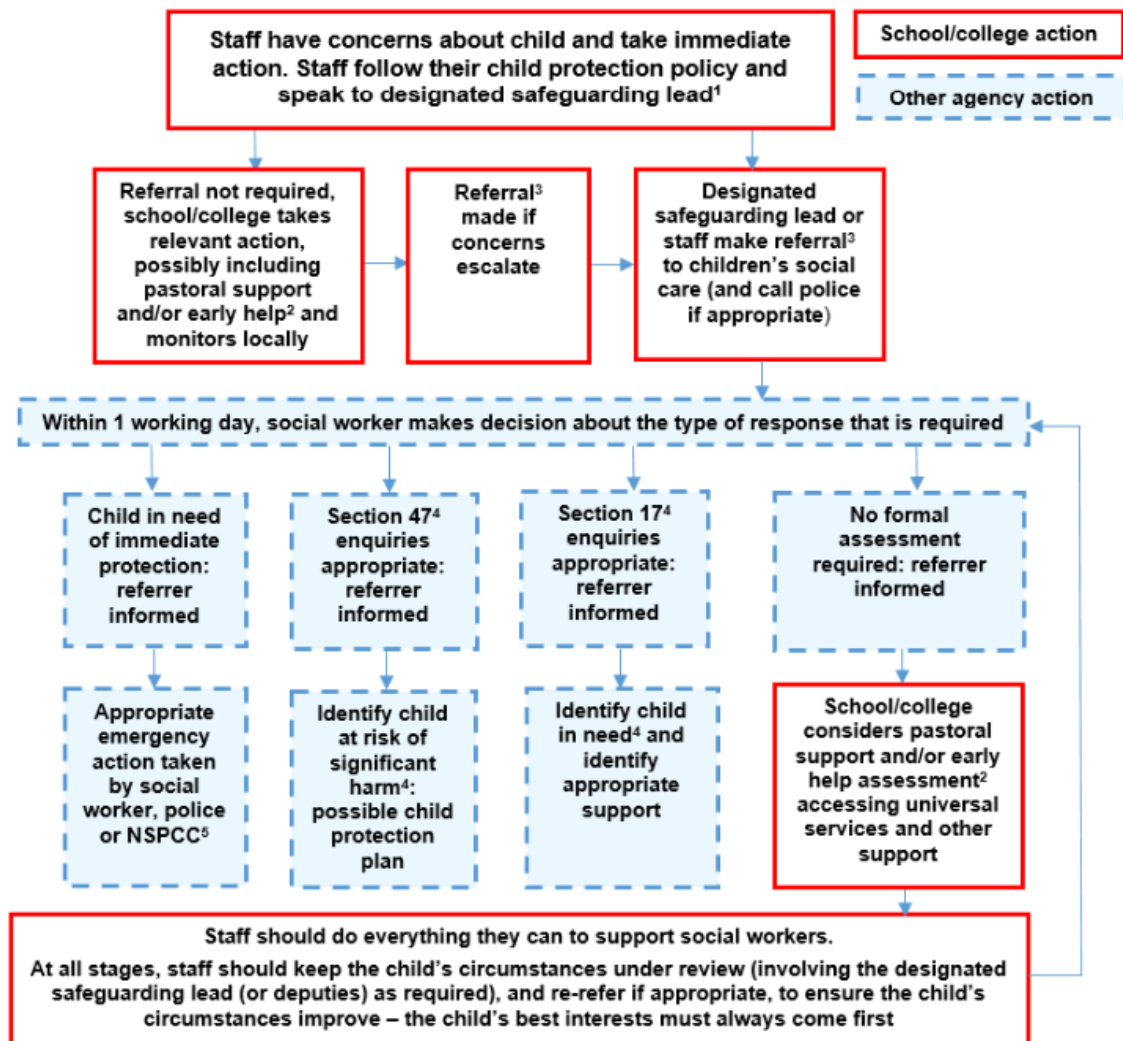 Staff have concerns about child and take immediate
action. Staff follow their child protection policy and
speak to designated safeguarding lead¹
School/college action
Other agency action
Referral not required,
school/college takes
relevant action,
possibly including
pastoral support
and/or early help² and
monitors locally
Referral³
made if
concerns
escalate
Designated
safeguarding lead or
staff make referral³
to children’s social
care (and call police
if appropriate)
Within 1 working day, social worker makes decision about the type of response that is required
Child in need
of immediate
protection:
referrer
informed
Section 47⁴
enquiries
appropriate:
referrer
informed
Section 17⁴
enquiries
appropriate:
referrer
informed
No formal
assessment
required: referrer
informed
Appropriate
emergency
action taken
by social
worker, police
or NSPCC⁵
Identify child
at risk of
significant
harm⁴:
possible child
protection
plan
Identify child
in need⁴ and
identify
appropriate
support
School/college
considers pastoral
support and/or early
help assessment²
accessing universal
services and other
support
Staff should do everything they can to support social workers.
At all stages, staff should keep the child’s circumstances under review (involving the designated
safeguarding lead (or deputies) as required), and re-refer if appropriate, to ensure the child’s
circumstances improve – the child’s best interests must always come first